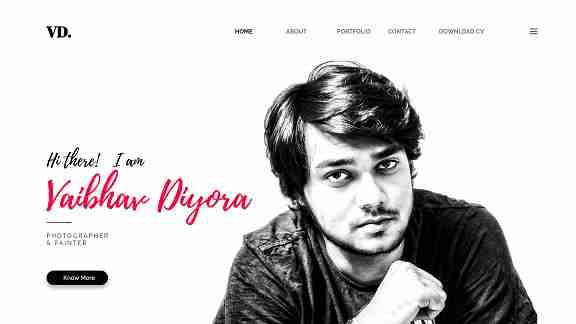 VD.
HOME ABOUT PORTFOLIO CONTACT DOWNLOAD CV
Hi there! I am
Vaibhav Diyora
PHOTOGRAPHER
& PAINTER
Know More